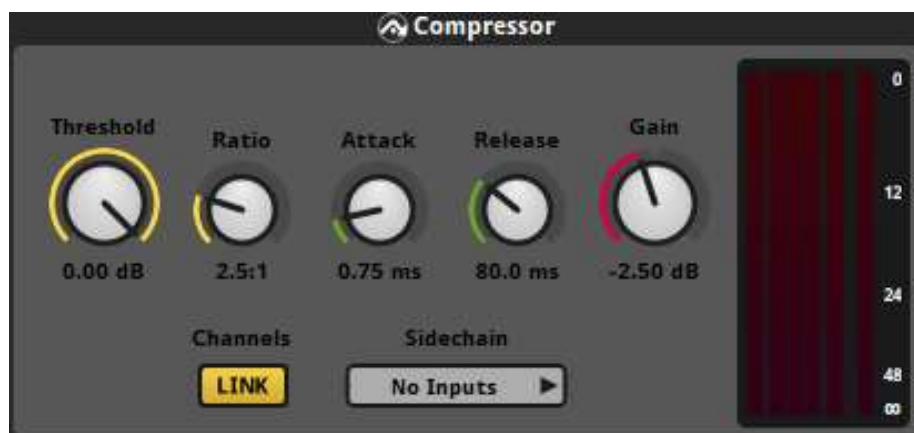 Compressor
Threshold
Ratio
Attack
Release
Gain
0.00 dB
2.5:1
0.75 ms
80.0 ms
-2.50 dB
Channels
Sidechain
LINK
No Inputs
0
12
24
48
∞